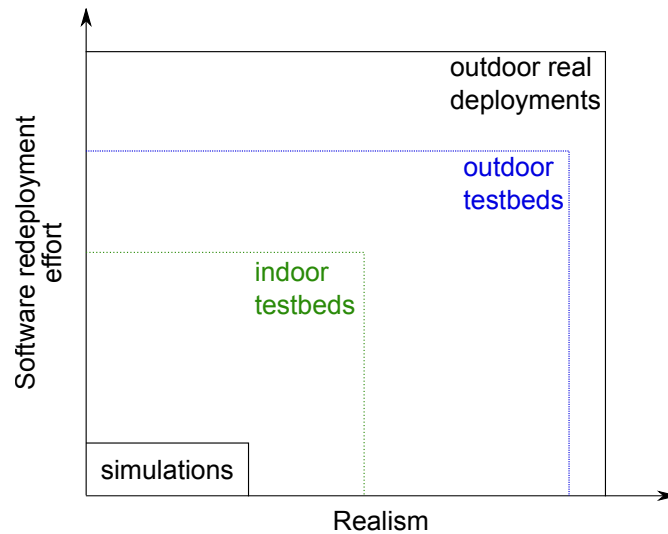 outdoor real
deployments
outdoor
testbeds
indoor
testbeds
simulations
Software redeployment
effort
Realism